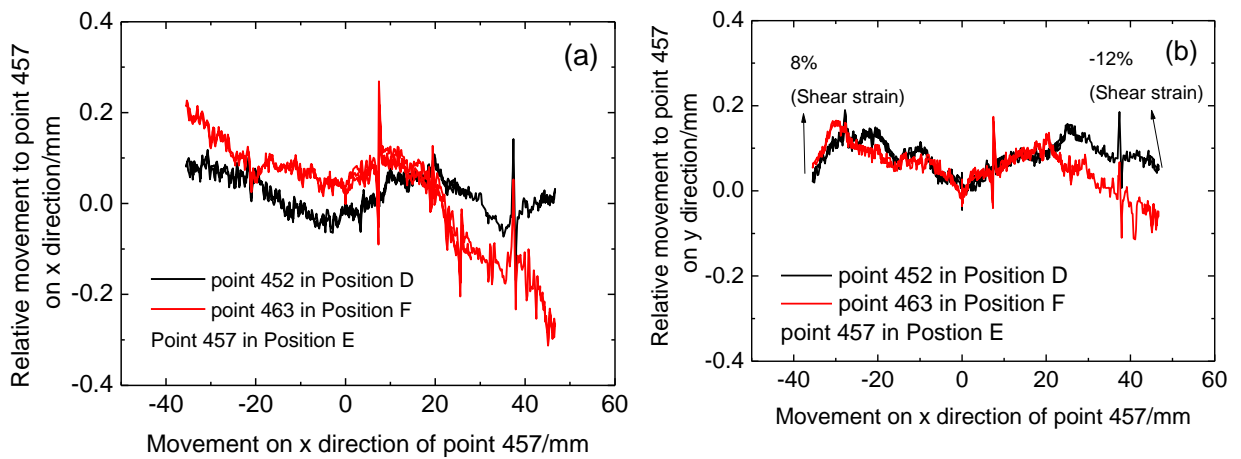 Relative movement to point 457
on x direction/mm
0.4
0.2
0.0
-0.2
-0.4
(a)
point 452 in Position D
point 463 in Position F
Point 457 in Position E
-40
-20
0
20
40
60
Movement on x direction of point 457/mm
Relative movement to point 457
on y direction/mm
0.4
0.2
0.0
-0.2
-0.4
(b)
8%
(Shear strain)
-12%
(Shear strain)
point 452 in Position D
point 463 in Position F
point 457 in Postion E
-40
-20
0
20
40
60
Movement on x direction of point 457/mm